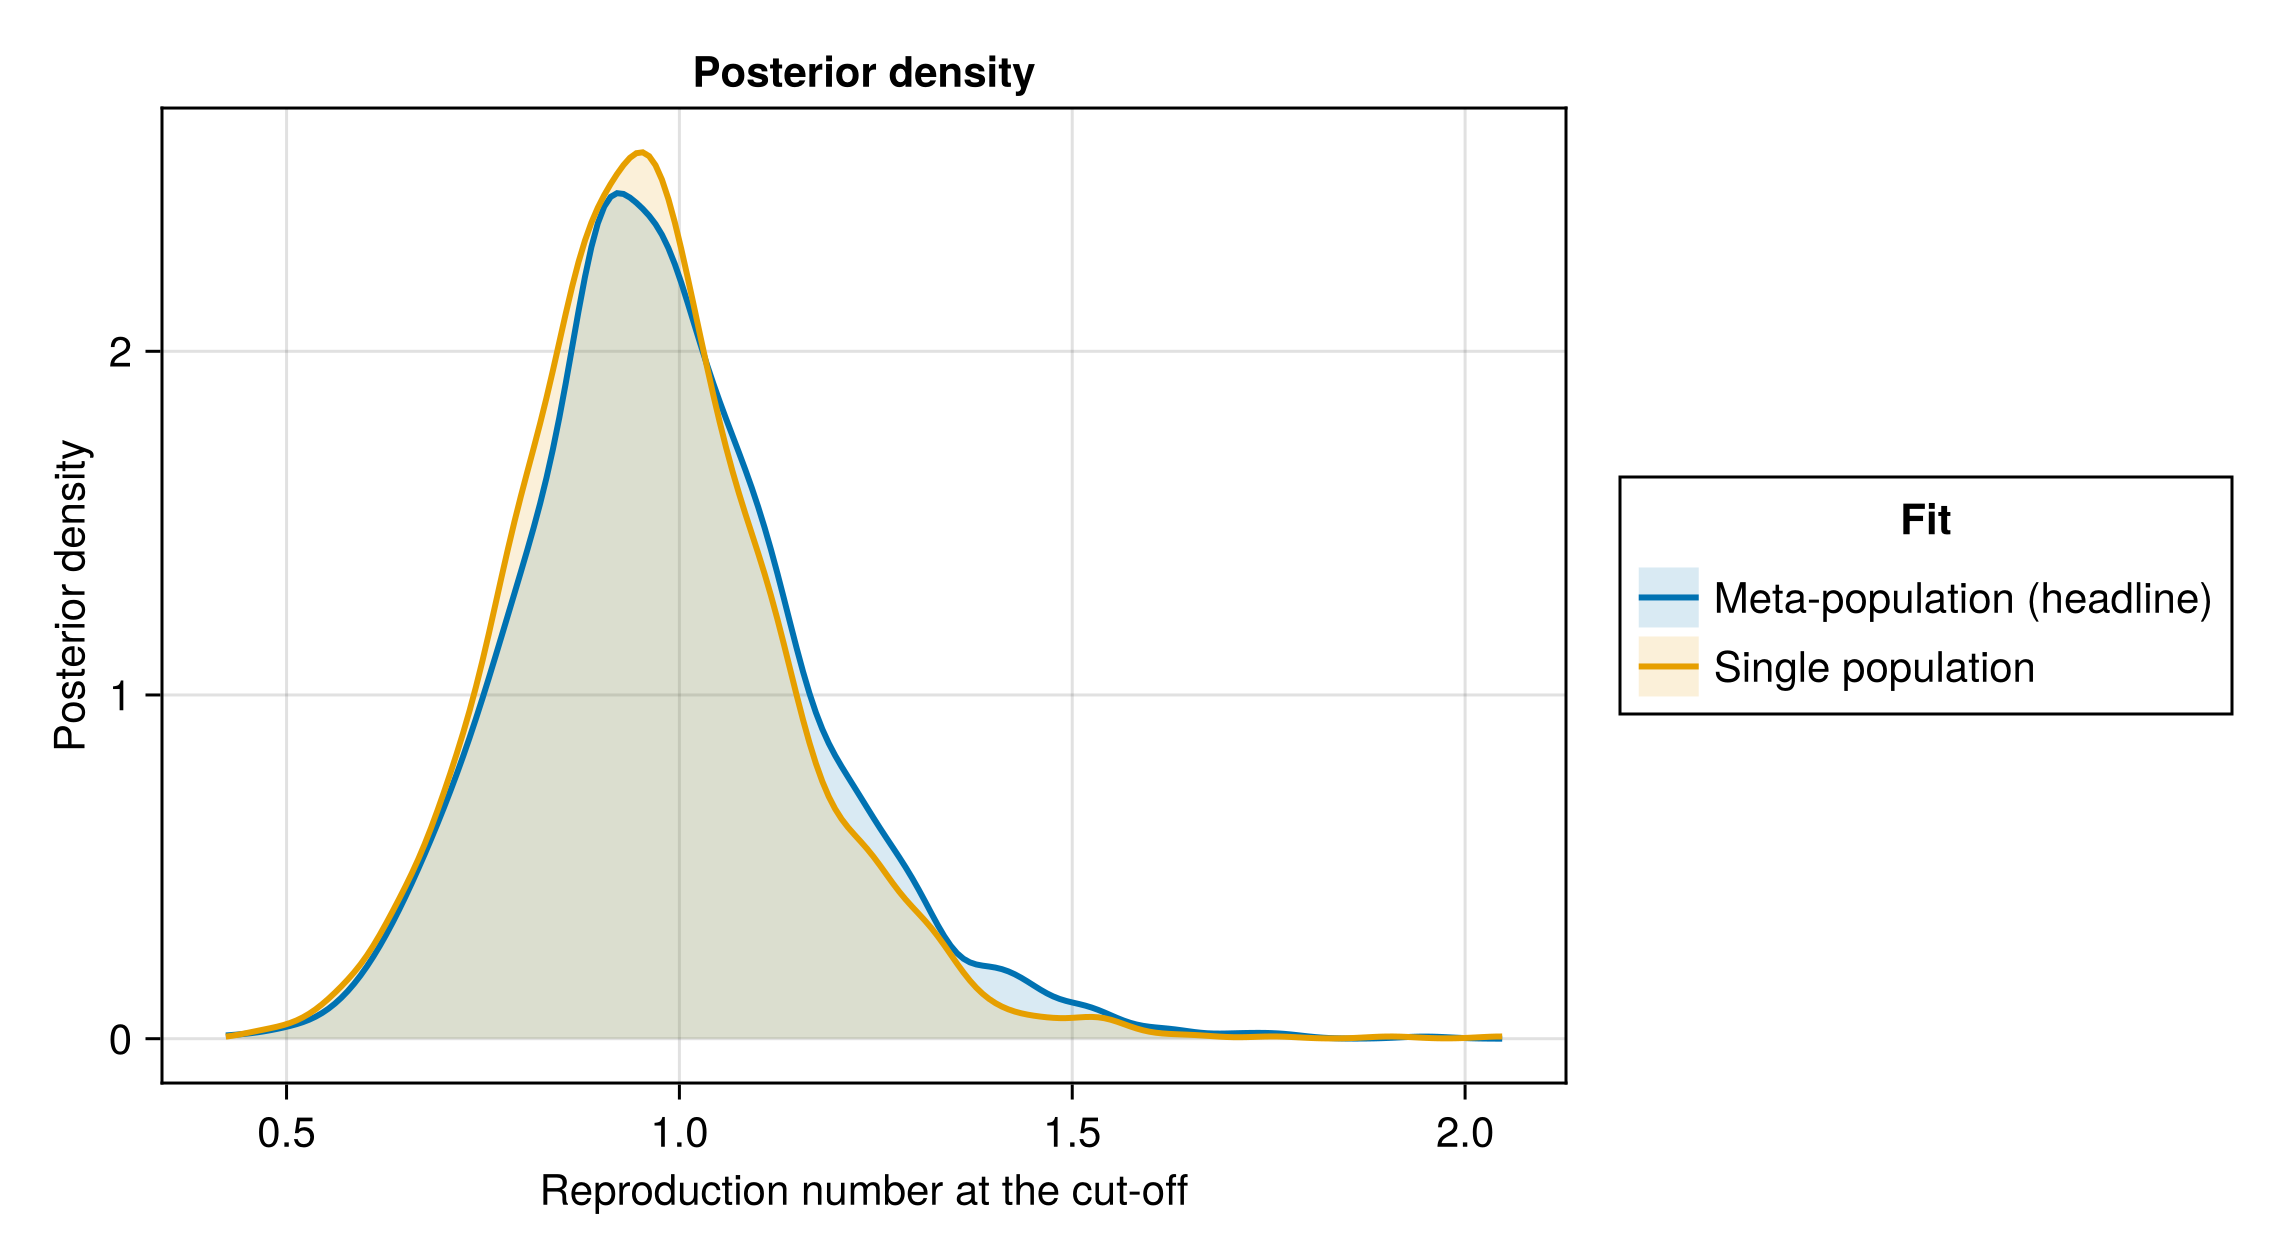 Posterior density
Posterior density
2
1
0
0.5
1.0
1.5
2.0
Reproduction number at the cut-off
Fit
Meta-population (headline)
Single population